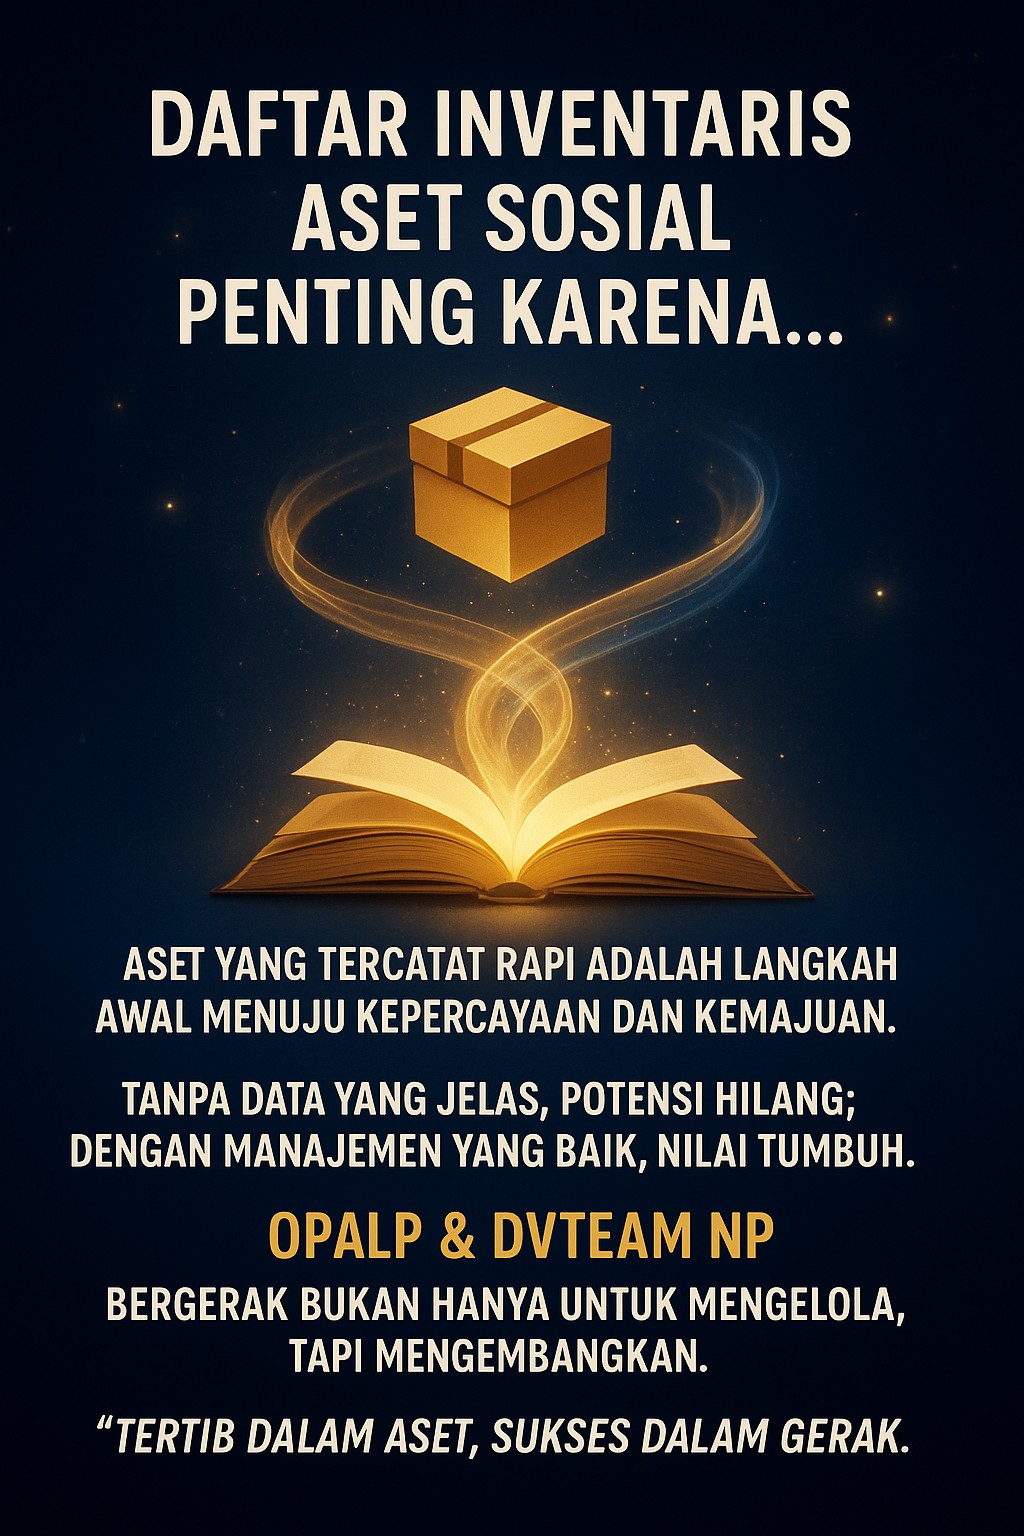 DAFTAR INVENTARIS
ASET SOSIAL
PENTING KARENA...
ASET YANG TERCATAT RAPI ADALAH LANGKAH
AWAL MENUJU KEPERCAYAAN DAN KEMAJUAN.
TANPA DATA YANG JELAS, POTENSI HILANG;
DENGAN MANAJEMEN YANG BAIK, NILAI TUMBUH.
OPALP & DVTEAM NP
BERGERAK BUKAN HANYA UNTUK MENGELOLA,
TAPI MENGEMBANGKAN.
“TERTIB DALAM ASET, SUKSES DALAM GERAK.